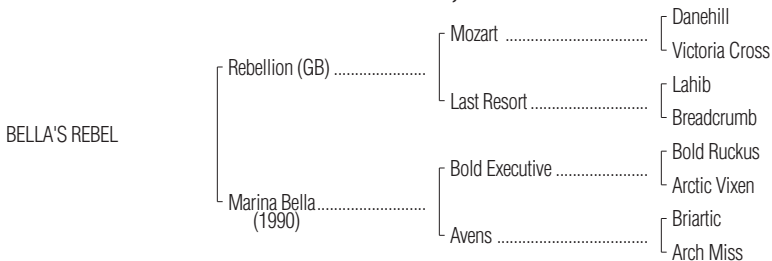 Danehill
Mozart ........................................
Victoria Cross
Rebellion (GB) .........................
Lahib
Last Resort .................................
Breadcrumb
BELLA'S REBEL
Bold Ruckus
Bold Executive ..........................
Arctic Vixen
Marina Bella..............................
(1990)
Briartic
Avens ..........................................
Arch Miss